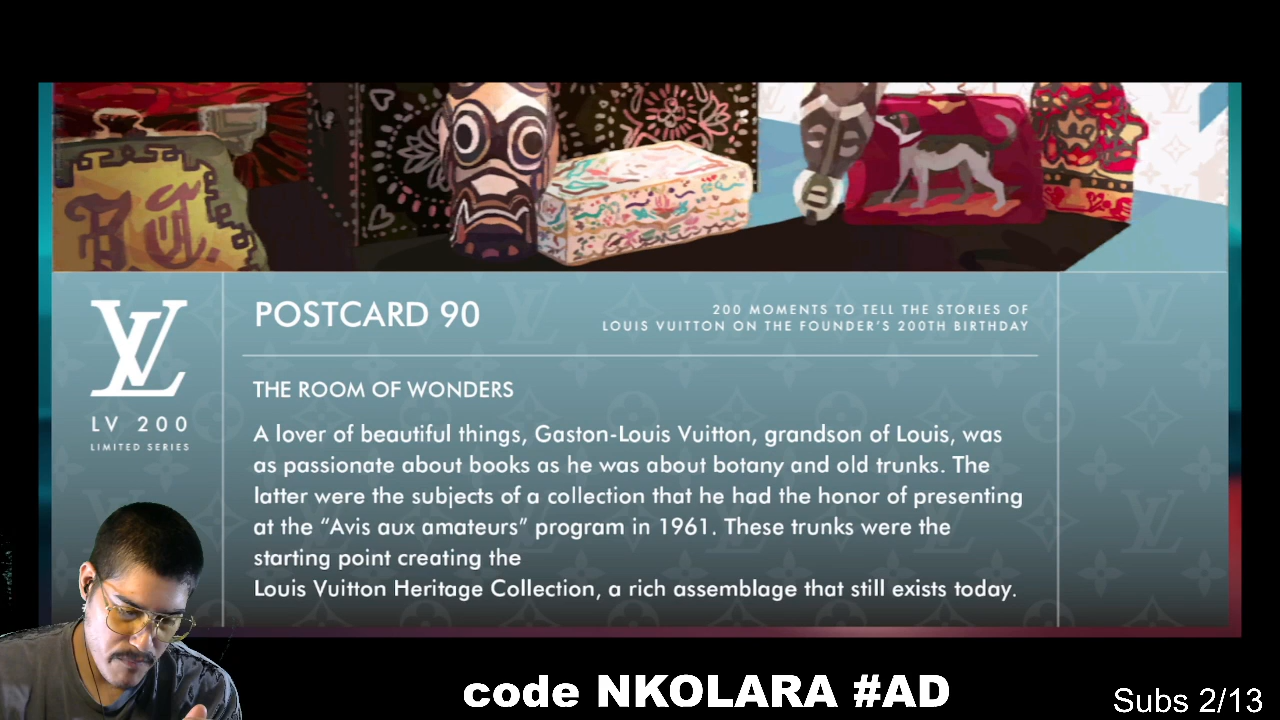 LV
LV 200
LIMITED SERIES
POSTCARD 90
200 MOMENTS TO TELL THE STORIES OF
LOUIS VUITTON ON THE FOUNDER'S 200TH BIRTHDAY
THE ROOM OF WONDERS
A lover of beautiful things, Gaston-Louis Vuitton, grandson of Louis, was
as passionate about books as he was about botany and old trunks. The
latter were the subjects of a collection that he had the honor of presenting
at the “Avis aux amateurs” program in 1961. These trunks were the
starting point creating the
Louis Vuitton Heritage Collection, a rich assemblage that still exists today.
code NKOLARA #AD
Subs 2/13